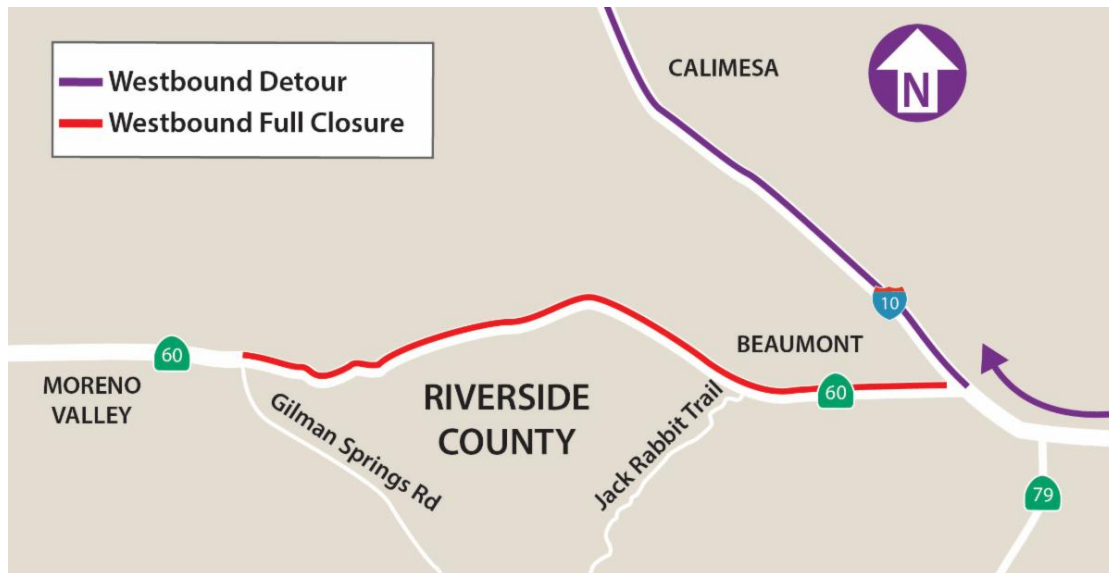 Westbound Detour
Westbound Full Closure
CALIMESA
N
10
BEAUMONT
60
MORENO
VALLEY
Gilman Springs Rd
RIVERSIDE
COUNTY
Jack Rabbit Trail
60
79